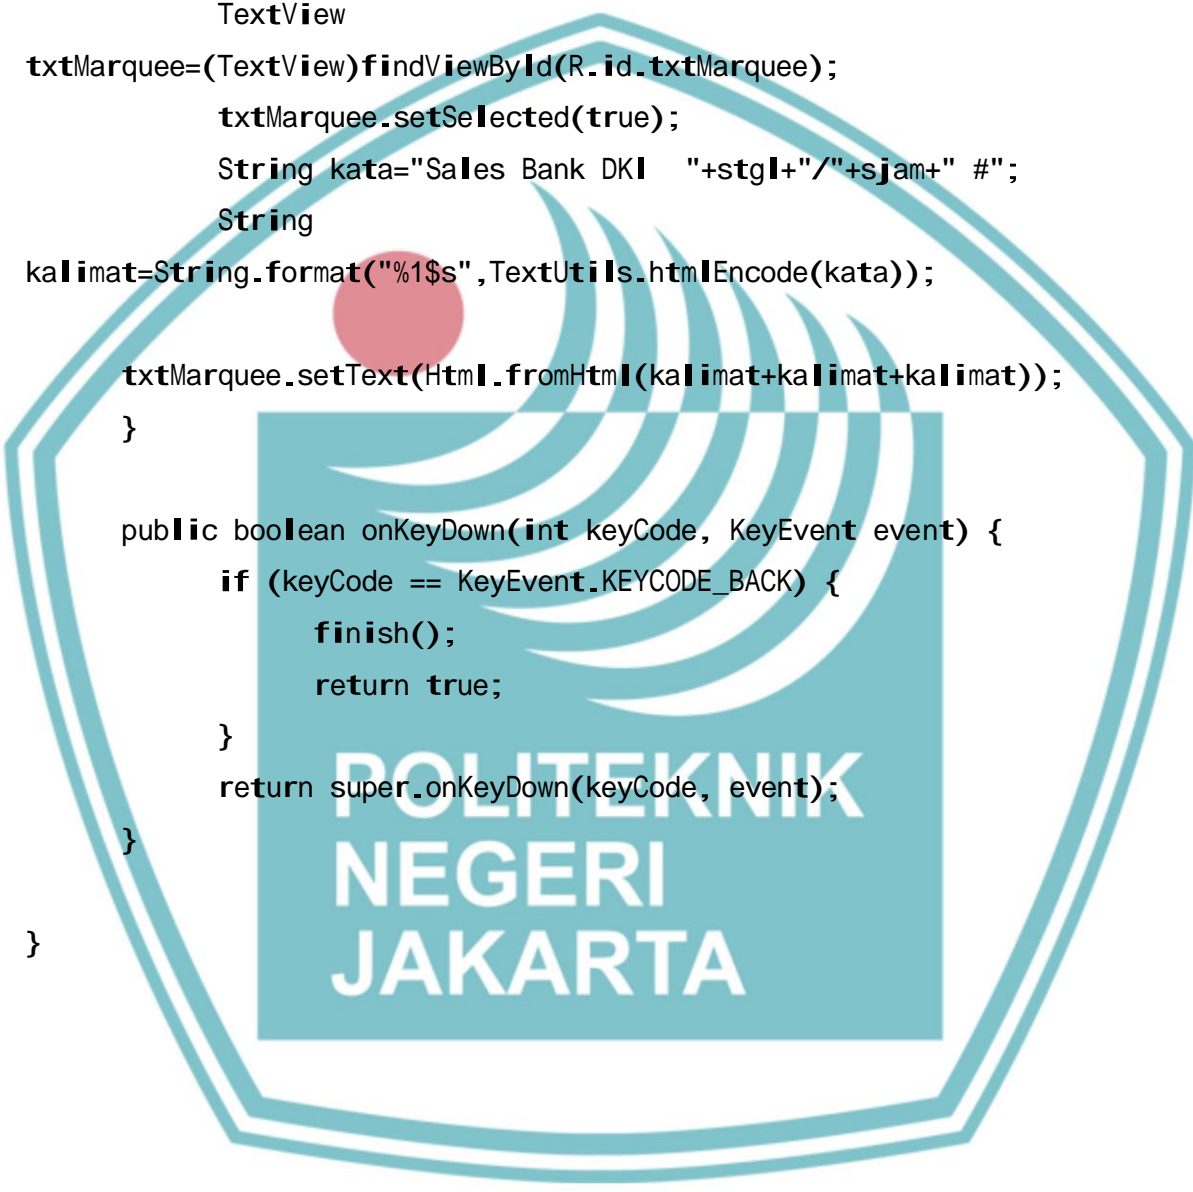 TextView
txtMarquee=(TextView)findViewById(R.id.txtMarquee);
txtMarquee.setSelected(true);
String kata="Sales Bank DKI  "+stgl+"/"+sjam+" #";
String
kalimat=String.format("%1$s",TextUtils.htmlEncode(kata));
txtMarquee.setText(Html.fromHtml(kalimat+kalimat+kalimat));
}
public boolean onKeyDown(int keyCode, KeyEvent event) {
if (keyCode == KeyEvent.KEYCODE_BACK) {
finish();
return true;
}
return super.onKeyDown(keyCode, event);
}
}
POLITEKNIK
NEGERI
JAKARTA